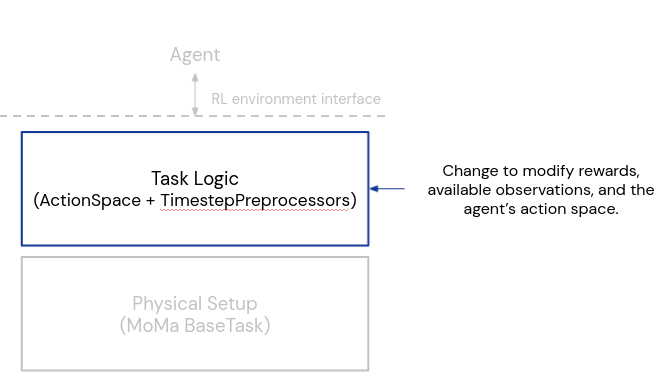 Agent
RL environment interface
Task Logic
(ActionSpace + TimestepPreprocessors)
Change to modify rewards,
available observations, and the
agent's action space.
Physical Setup
(MoMa BaseTask)